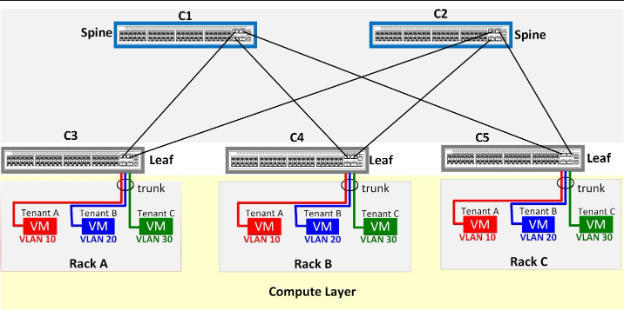 C1
C2
Spine
Spine
C3
C4
C5
Leaf
Leaf
Leaf
trunk
trunk
trunk
Tenant A
Tenant B
Tenant C
Tenant A
Tenant B
Tenant C
Tenant A
Tenant B
Tenant C
VM
VM
VM
VM
VM
VM
VM
VM
VM
VLAN 10
VLAN 20
VLAN 30
VLAN 10
VLAN 20
VLAN 30
VLAN 10
VLAN 20
VLAN 30
Rack A
Rack B
Rack C
Compute Layer